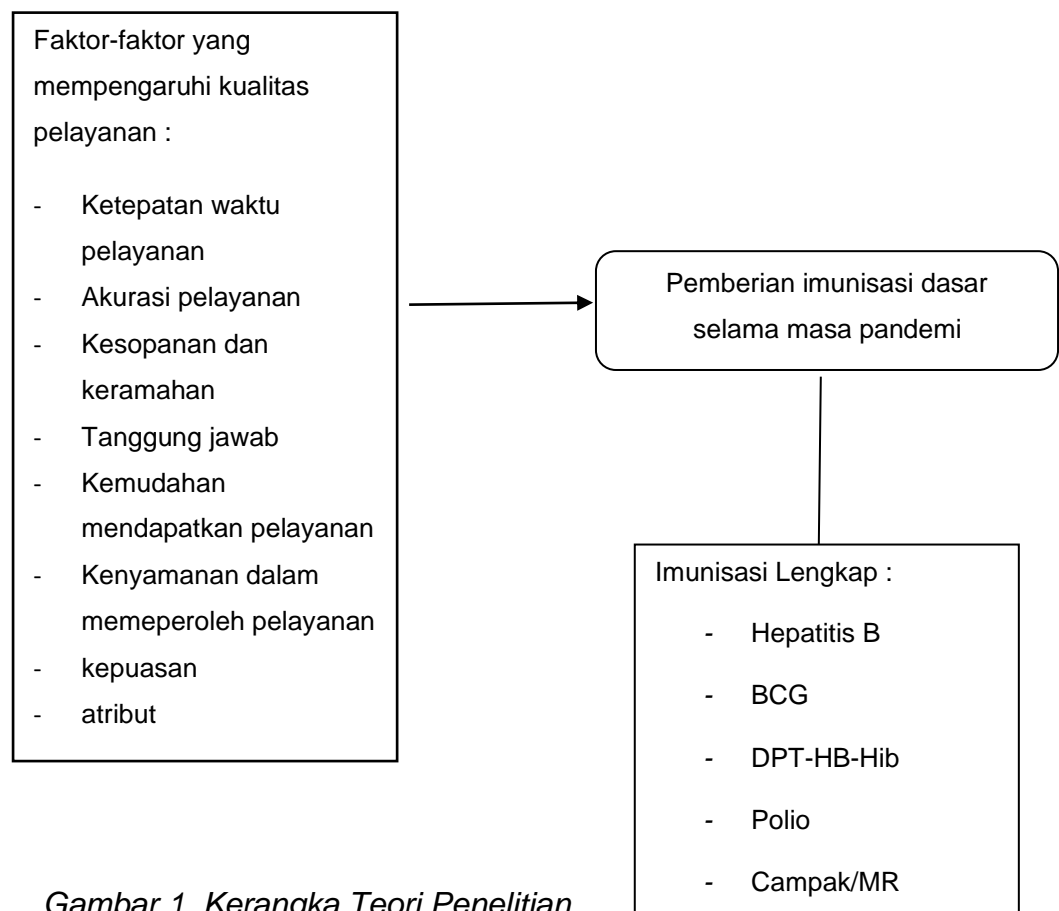 Faktor-faktor yang
mempengaruhi kualitas
pelayanan :
- Ketepatan waktu
pelayanan
- Akurasi pelayanan
- Kesopanan dan
keramahan
- Tanggung jawab
- Kemudahan
mendapatkan pelayanan
- Kenyamanan dalam
memeperoleh pelayanan
- kepuasan
- atribut
Pemberian imunisasi dasar
selama masa pandemi
Imunisasi Lengkap :
- Hepatitis B
- BCG
- DPT-HB-Hib
- Polio
- Campak/MR
Gambar 1. Kerangka Teori Penelitian